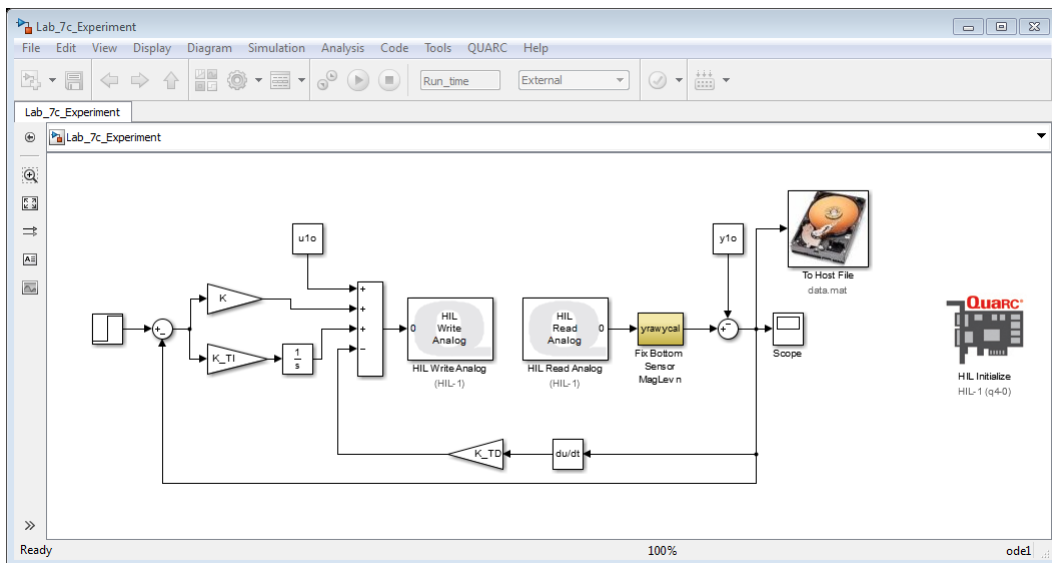 Lab_7c_Experiment
File Edit View Display Diagram Simulation Analysis Code Tools QUARC Help
Run_time
External
Lab_7c_Experiment
Lab_7c_Experiment
u1o
y1o
To Host File
data.mat
K
K_TI
1
s
+
+
+
−
0
HIL
Write
Analog
HIL Write Analog
(HIL-1)
HIL
Read
Analog
0
HIL Read Analog
(HIL-1)
yrawycal
Fix Bottom
Sensor
MagLev n
+
−
Scope
QUARC
HIL Initialize
HIL-1 (q4-0)
+
−
K_TD
du/dt
A
Ready
100%
ode1